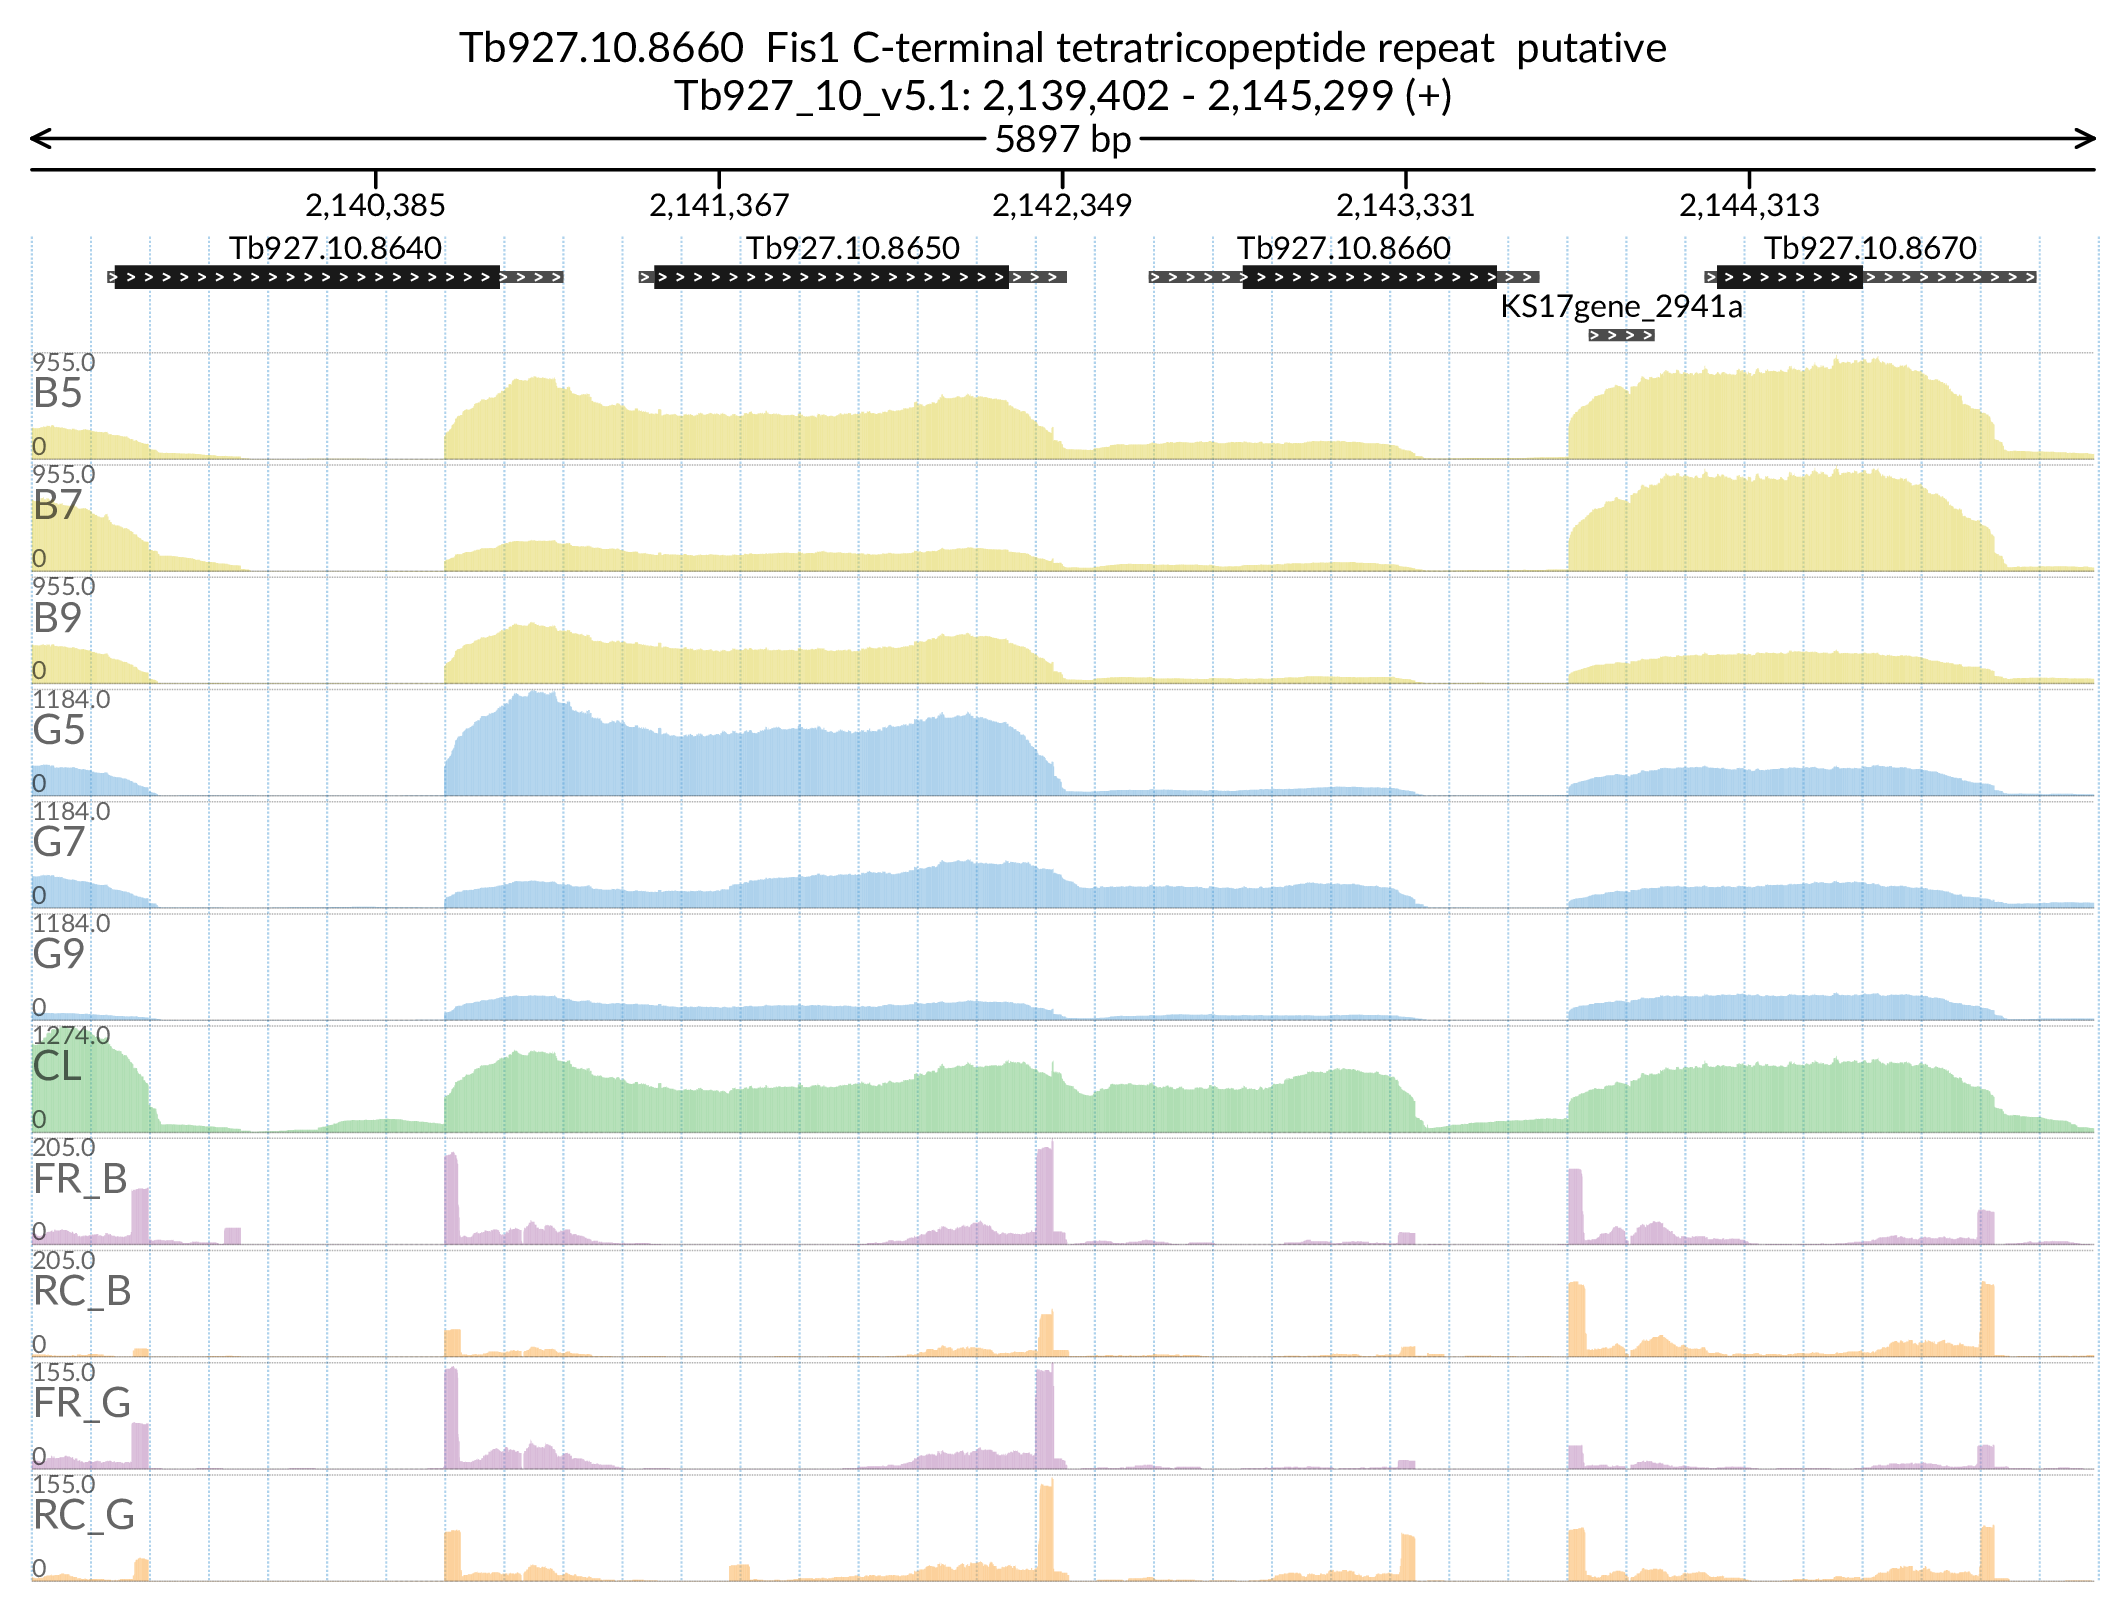 Tb927.10.8660  Fis1 C-terminal tetratricopeptide repeat  putative
Tb927_10_v5.1: 2,139,402 - 2,145,299 (+)
5897 bp
2,140,385 2,141,367 2,142,349 2,143,331 2,144,313
Tb927.10.8640 Tb927.10.8650 Tb927.10.8660 Tb927.10.8670
KS17gene_2941a
955.0
B5
0
955.0
B7
0
955.0
B9
0
1184.0
G5
0
1184.0
G7
0
1184.0
G9
0
1274.0
CL
0
205.0
FR_B
0
205.0
RC_B
0
155.0
FR_G
0
155.0
RC_G
0